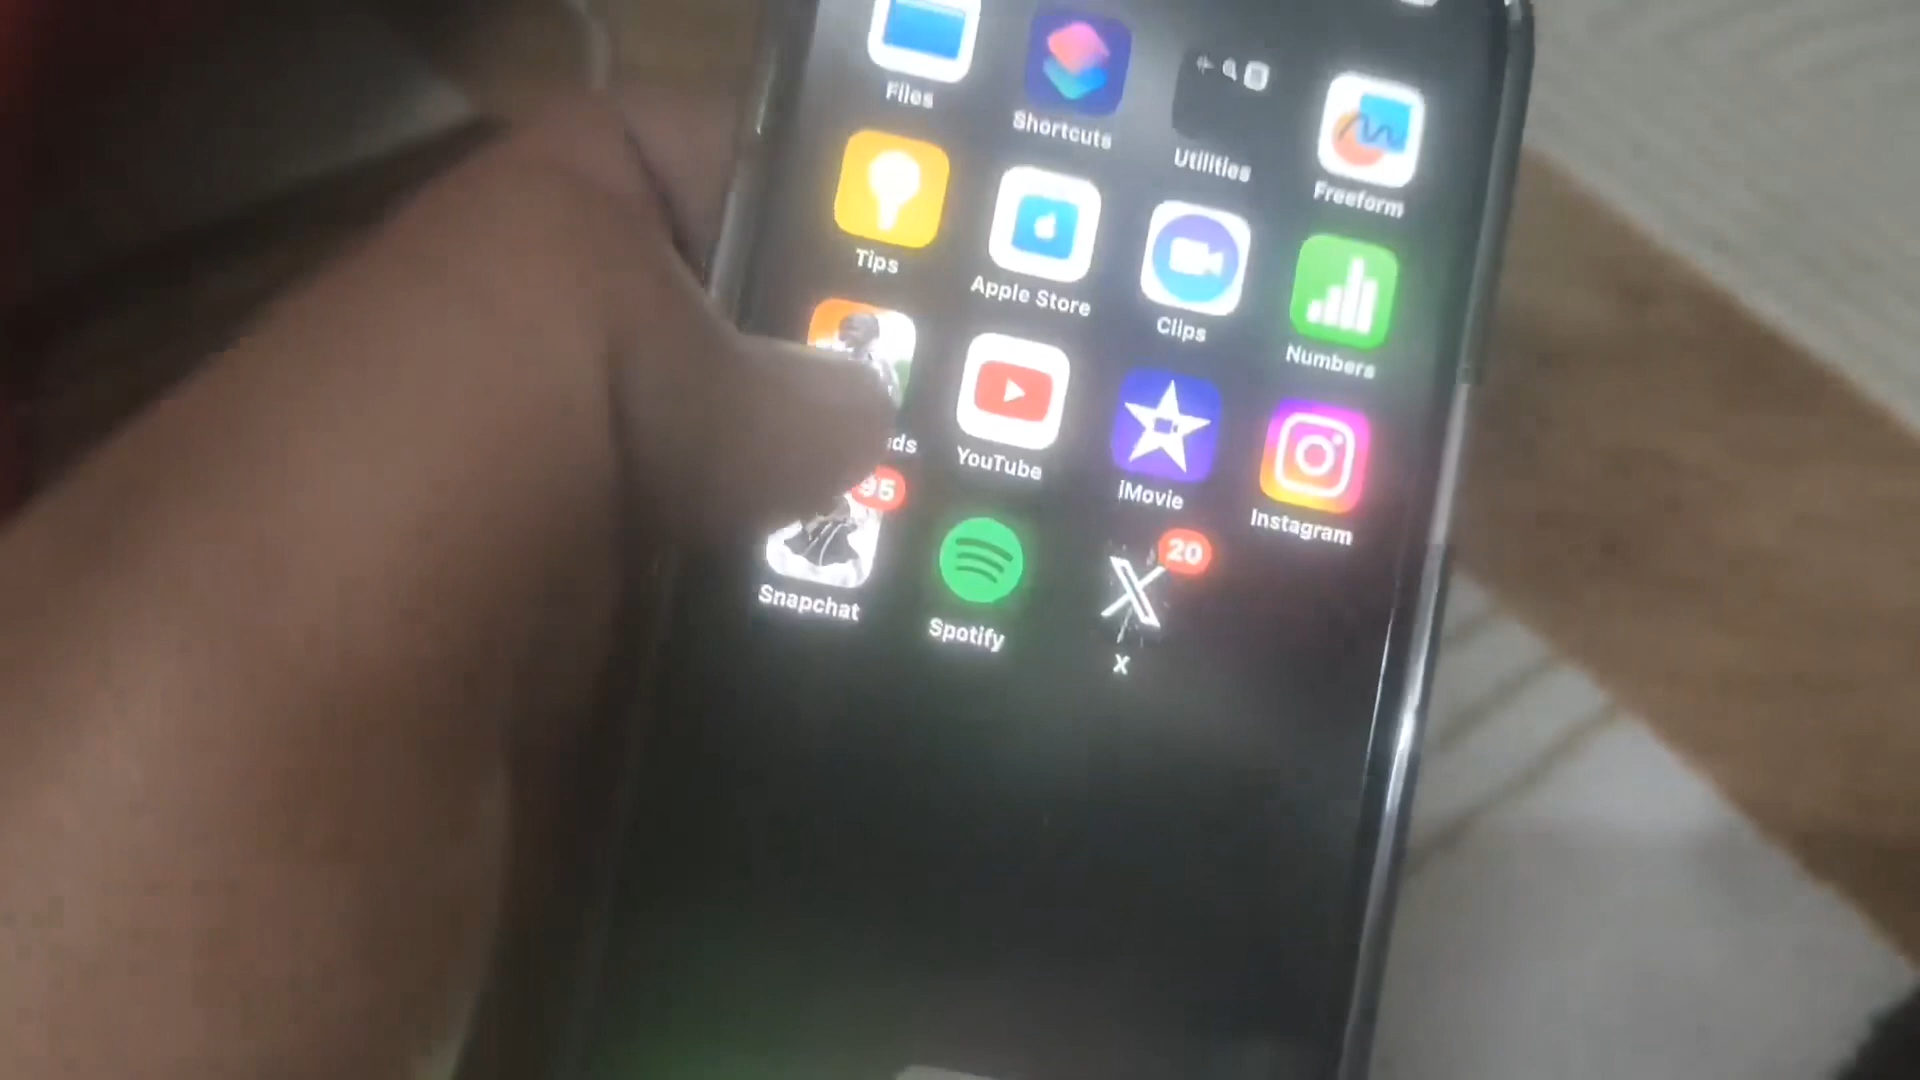 Files
Shortcuts
Utilities
Freeform
Tips
Apple Store
Clips
Numbers
YouTube
iMovie
Instagram
95
20
Snapchat
Spotify
X